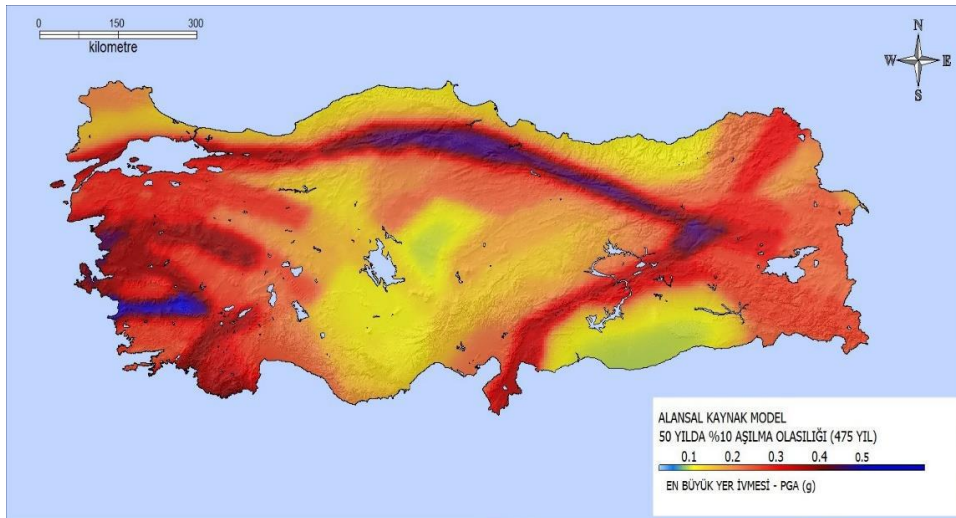 0 150 300
kilometre
N
W E
S
ALANSAL KAYNAK MODEL
50 YILDA %10 AŞILMA OLASILIĞI (475 YIL)
0.1 0.2 0.3 0.4 0.5
EN BÜYÜK YER İVMESİ - PGA (g)